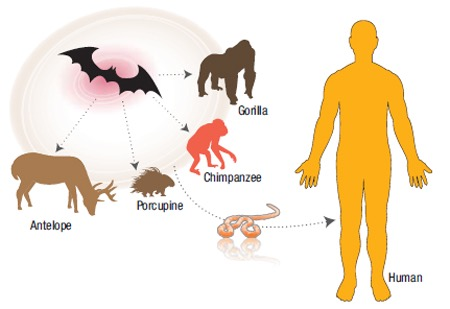 Gorilla
Chimpanzee
Porcupine
Antelope
Human